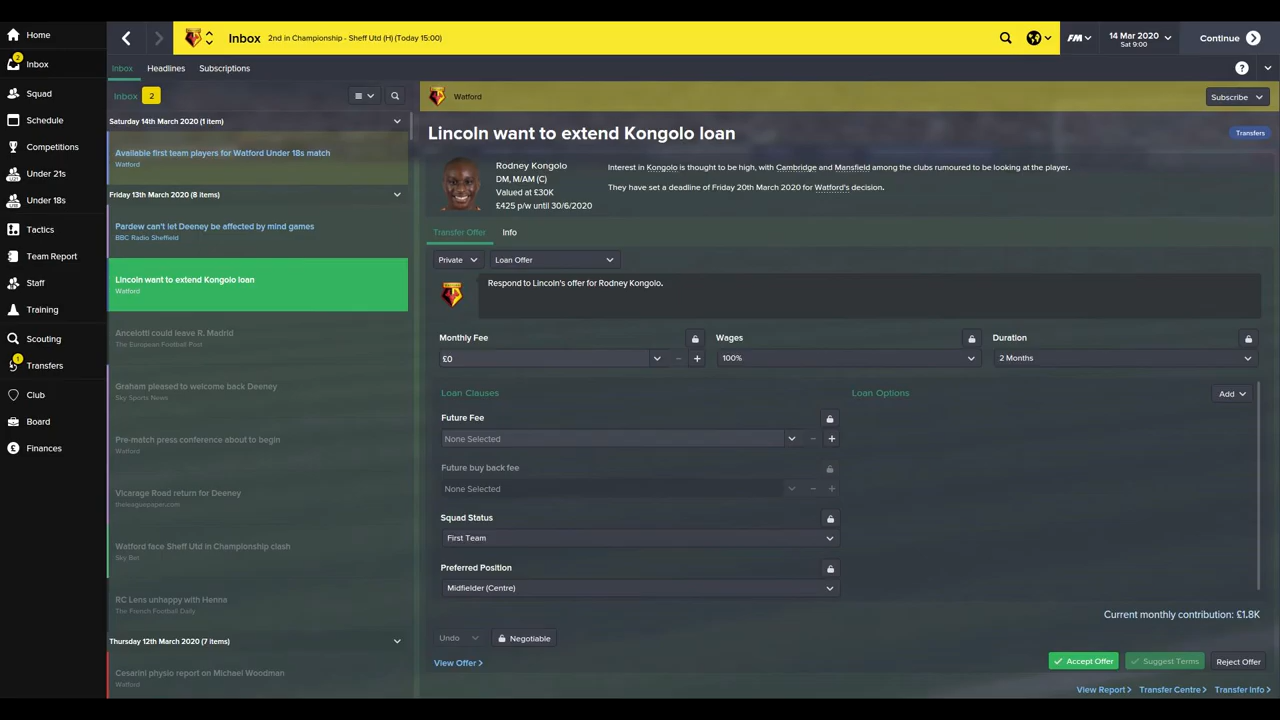 Home
2
Inbox
Squad
Schedule
Competitions
Under 21s
Under 18s
Tactics
Team Report
Staff
Training
Scouting
1
Transfers
Club
Board
Finances
Inbox
2nd in Championship - Sheff Utd (H) (Today 15:00)
FM
14 Mar 2020
Sat 9:00
Continue
Inbox
Headlines
Subscriptions
?
Inbox
2
Saturday 14th March 2020 (1 item)
Available first team players for Watford Under 18s match
Watford
Friday 13th March 2020 (8 items)
Pardew can't let Deeney be affected by mind games
BBC Radio Sheffield
Lincoln want to extend Kongolo loan
Watford
Ancelotti could leave R. Madrid
The European Football Post
Graham pleased to welcome back Deeney
Sky Sports News
Pre-match press conference about to begin
Watford
Vicarage Road return for Deeney
theleaguepaper.com
Watford face Sheff Utd in Championship clash
Sky Bet
RC Lens unhappy with Henna
The French Football Daily
Thursday 12th March 2020 (7 items)
Cesarini physio report on Michael Woodman
Watford
Watford
Subscribe
Lincoln want to extend Kongolo loan
Transfers
Rodney Kongolo
DM, M/AM (C)
Valued at £30K
£425 p/w until 30/6/2020
Interest in Kongolo is thought to be high, with Cambridge and Mansfield among the clubs rumoured to be looking at the player.
They have set a deadline of Friday 20th March 2020 for Watford's decision.
Transfer Offer
Info
Private
Loan Offer
Respond to Lincoln's offer for Rodney Kongolo.
Monthly Fee
Wages
Duration
£0
100%
2 Months
Loan Clauses
Loan Options
Add
Future Fee
None Selected
Future buy back fee
None Selected
Squad Status
First Team
Preferred Position
Midfielder (Centre)
Current monthly contribution: £1.8K
Undo
Negotiable
View Offer >
Accept Offer
Suggest Terms
Reject Offer
View Report >
Transfer Centre >
Transfer Info >